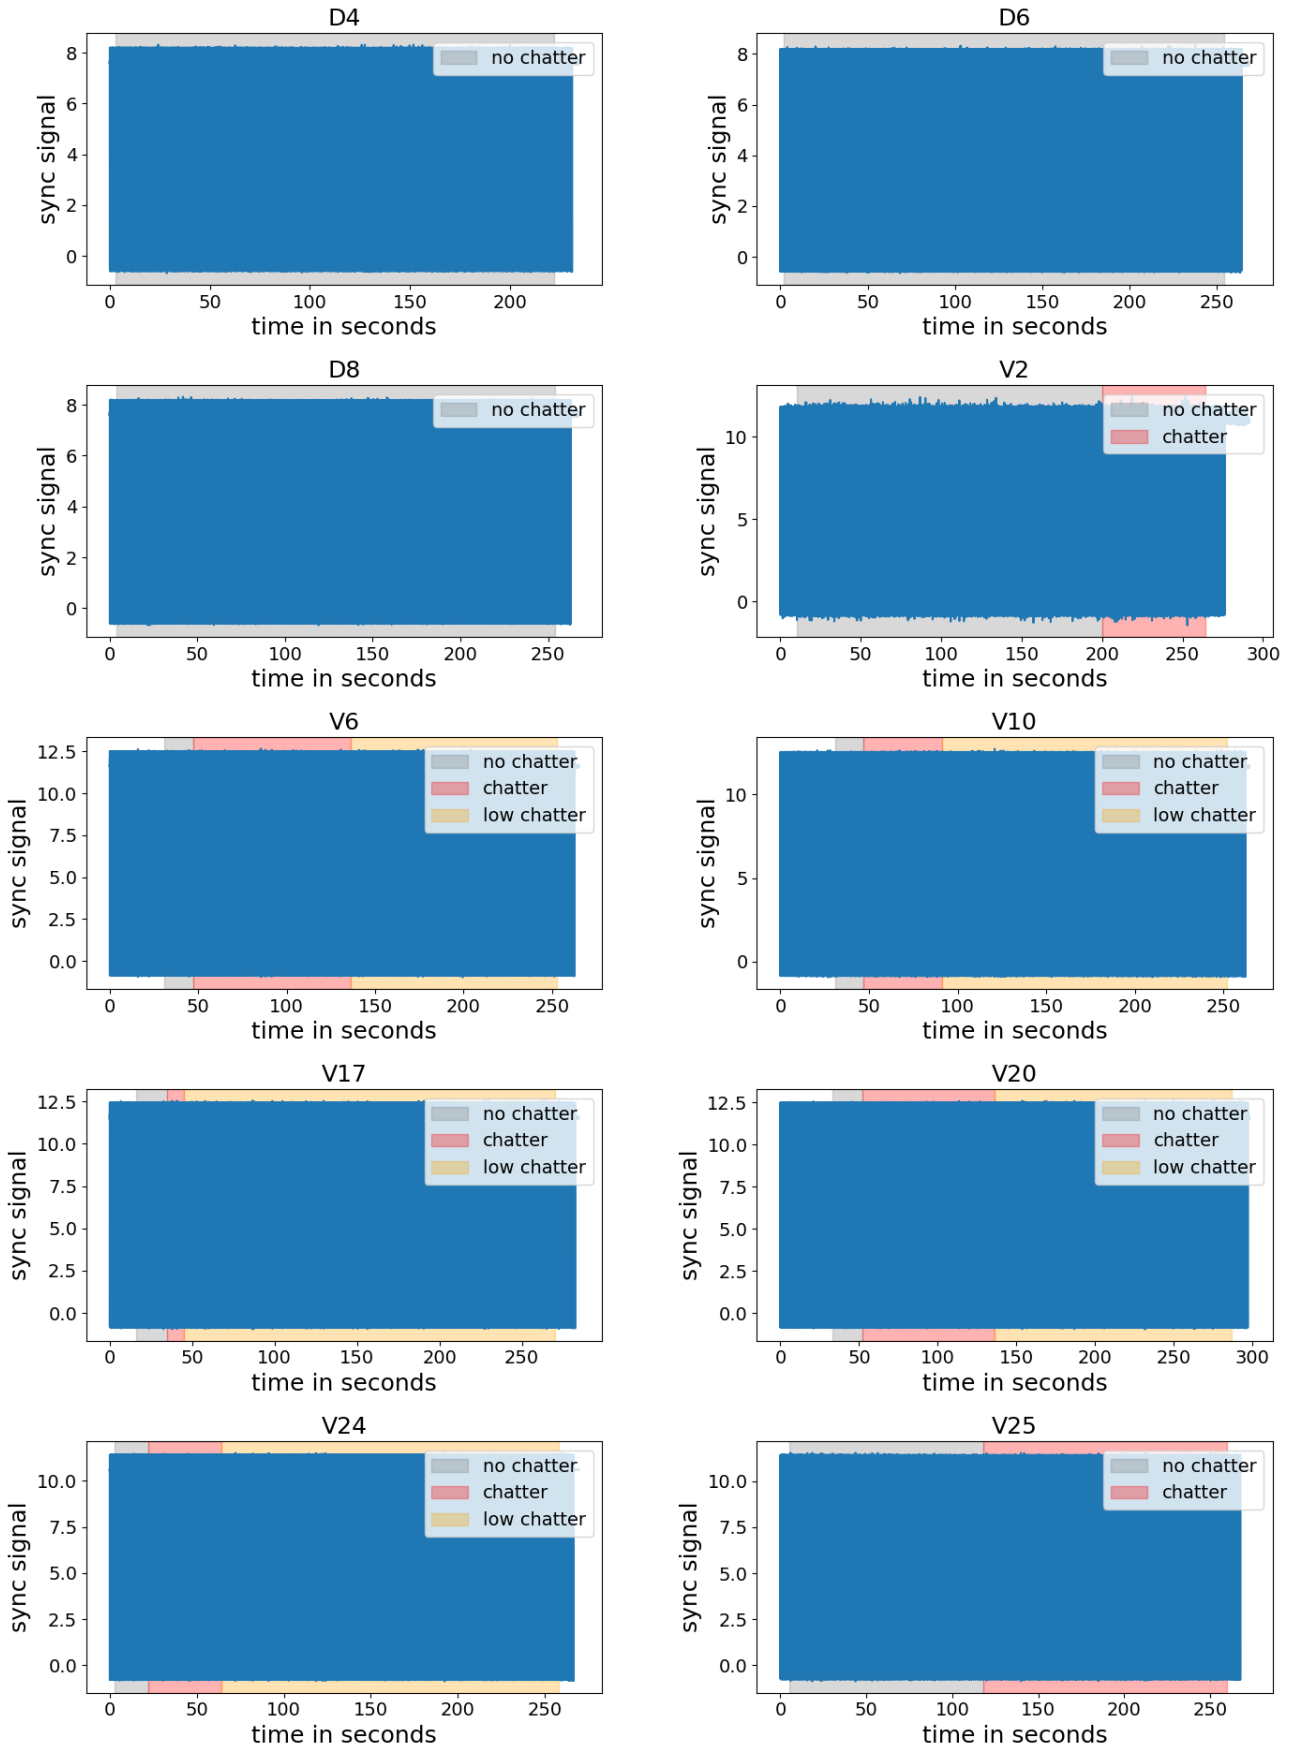 D4
no chatter
sync signal
8
6
4
2
0
0 50 100 150 200
time in seconds
D6
no chatter
sync signal
8
6
4
2
0
0 50 100 150 200 250
time in seconds
D8
no chatter
sync signal
8
6
4
2
0
0 50 100 150 200 250
time in seconds
V2
no chatter
chatter
sync signal
10
5
0
0 50 100 150 200 250 300
time in seconds
V6
no chatter
chatter
low chatter
sync signal
12.5
10.0
7.5
5.0
2.5
0.0
0 50 100 150 200 250
time in seconds
V10
no chatter
chatter
low chatter
sync signal
10
5
0
0 50 100 150 200 250
time in seconds
V17
no chatter
chatter
low chatter
sync signal
12.5
10.0
7.5
5.0
2.5
0.0
0 50 100 150 200 250
time in seconds
V20
no chatter
chatter
low chatter
sync signal
12.5
10.0
7.5
5.0
2.5
0.0
0 50 100 150 200 250 300
time in seconds
V24
no chatter
chatter
low chatter
sync signal
10.0
7.5
5.0
2.5
0.0
0 50 100 150 200 250
time in seconds
V25
no chatter
chatter
sync signal
10.0
7.5
5.0
2.5
0.0
0 50 100 150 200 250
time in seconds